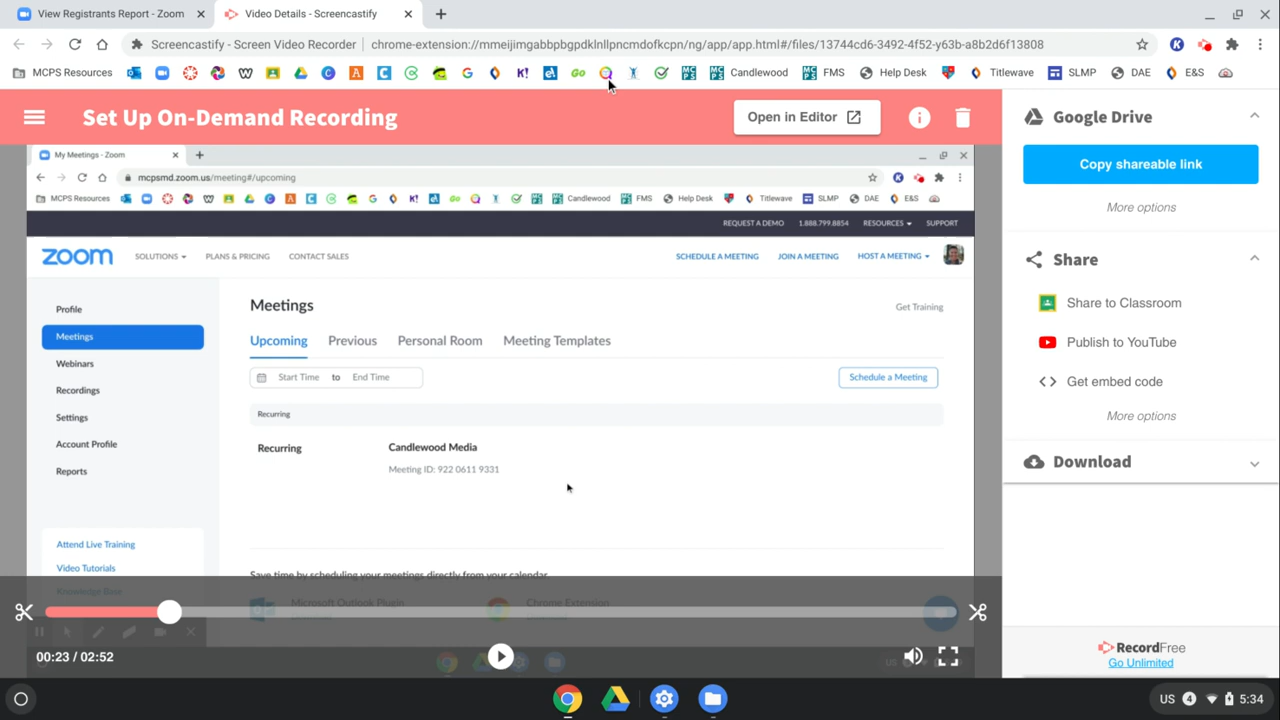 View Registrants Report - Zoom
Video Details - Screencastify
Screencastify - Screen Video Recorder
chrome-extension://mmeijimgabbpbgpdklnllpncmdofkcpn/ng/app/app.html#/files/13744cd6-3492-4f52-y63b-a8b2d6f13808
MCPS Resources
Candlewood
FMS
Help Desk
Titlewave
SLMP
DAE
E&S
Set Up On-Demand Recording
Open in Editor
My Meetings - Zoom
mcpsmd.zoom.us/meeting#/upcoming
MCPS Resources
Candlewood
FMS
Help Desk
Titlewave
SLMP
DAE
E&S
REQUEST A DEMO
1.888.799.8854
RESOURCES
SUPPORT
zoom
SOLUTIONS
PLANS & PRICING
CONTACT SALES
SCHEDULE A MEETING
JOIN A MEETING
HOST A MEETING
Profile
Meetings
Webinars
Recordings
Settings
Account Profile
Reports
Attend Live Training
Video Tutorials
Knowledge Base
Meetings
Get Training
Upcoming
Previous
Personal Room
Meeting Templates
Start Time to End Time
Schedule a Meeting
Recurring
Recurring
Candlewood Media
Meeting ID: 922 0611 9331
Save time by scheduling your meetings directly from your calendar.
Microsoft Outlook Plugin
Chrome Extension
00:23 / 02:52
Google Drive
Copy shareable link
More options
Share
Share to Classroom
Publish to YouTube
Get embed code
More options
Download
RecordFree
Go Unlimited
US
4
5:34